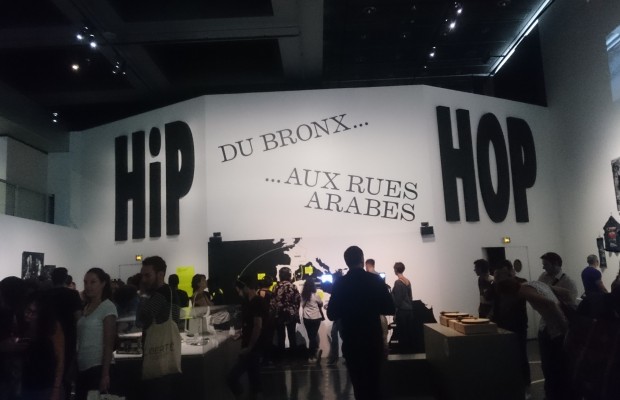 HiP
DU BRONX...
...AUX RUES
ARABES
HOP